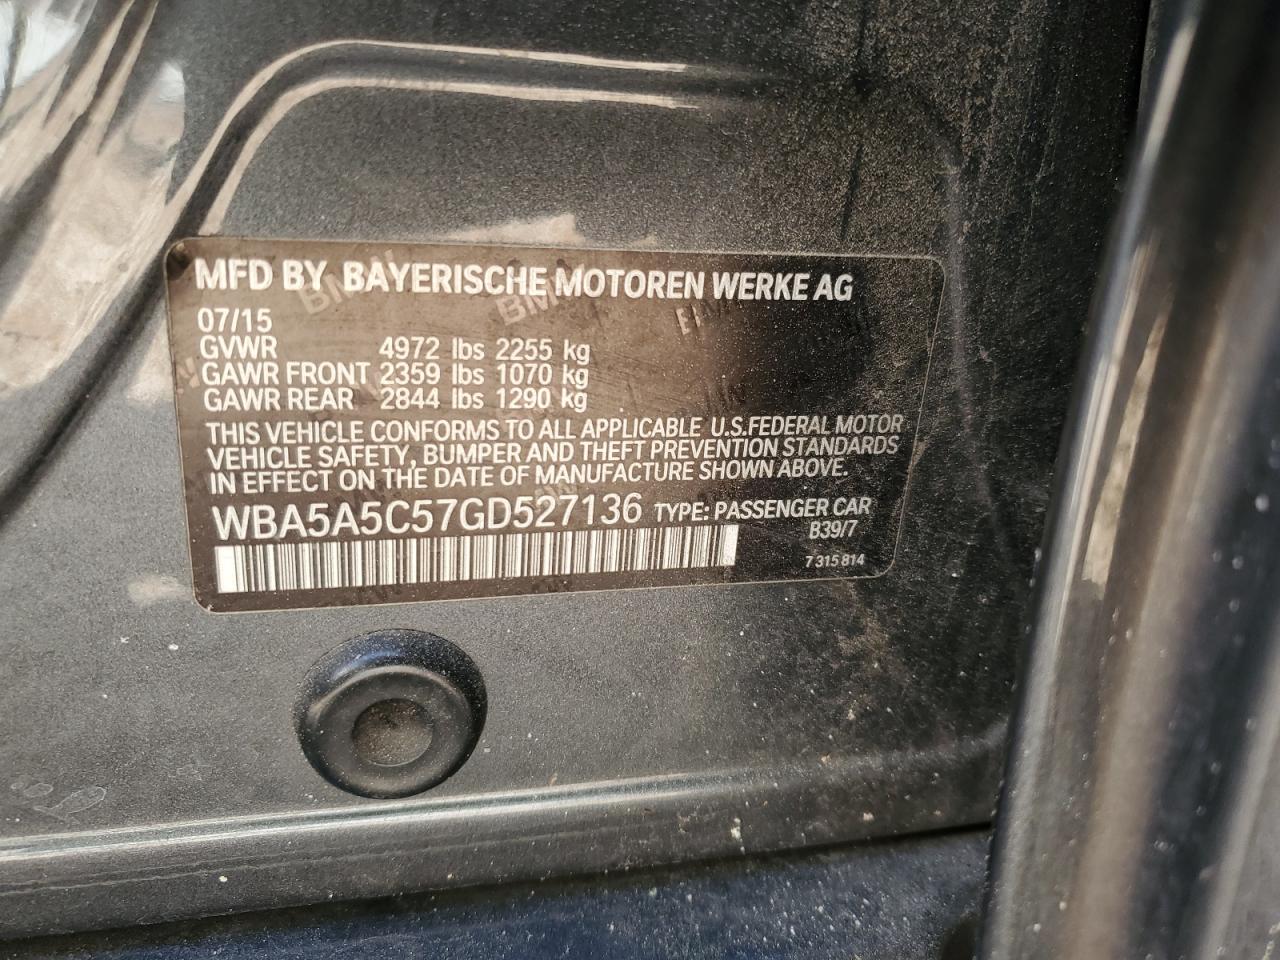 MFD BY BAYERISCHE MOTOREN WERKE AG
07/15
GVWR 4972 lbs 2255 kg
GAWR FRONT 2359 lbs 1070 kg
GAWR REAR 2844 lbs 1290 kg
THIS VEHICLE CONFORMS TO ALL APPLICABLE U.S.FEDERAL MOTOR
VEHICLE SAFETY, BUMPER AND THEFT PREVENTION STANDARDS
IN EFFECT ON THE DATE OF MANUFACTURE SHOWN ABOVE.
WBA5A5C57GD527136 TYPE: PASSENGER CAR
B39/7
7 315 814